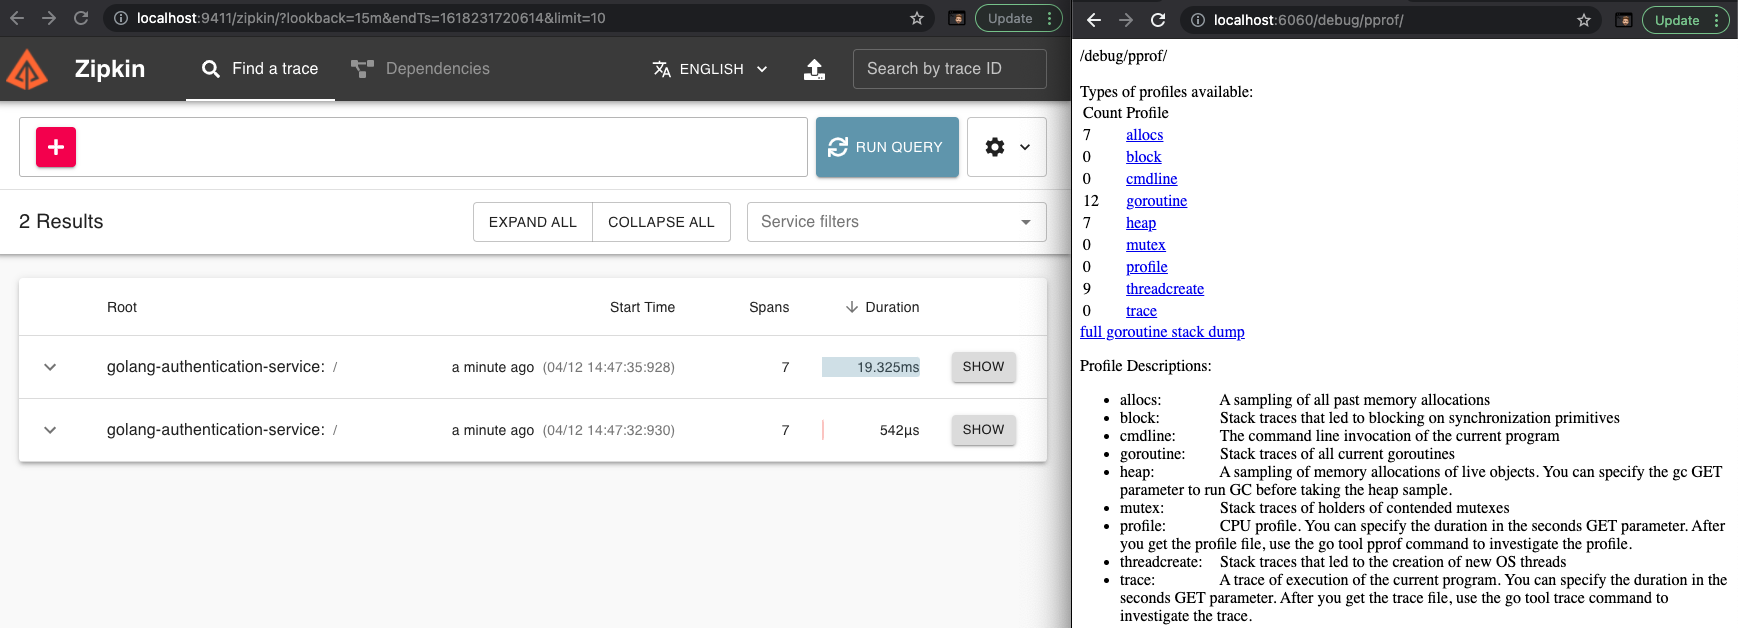 localhost:9411/zipkin/?lookback=15m&endTs=1618231720614&limit=10
Update
Zipkin
Find a trace
Dependencies
ENGLISH
Search by trace ID
RUN QUERY
2 Results
EXPAND ALL
COLLAPSE ALL
Service filters
Root Start Time Spans Duration
golang-authentication-service: / a minute ago (04/12 14:47:35:928) 7 19.325ms SHOW
golang-authentication-service: / a minute ago (04/12 14:47:32:930) 7 542µs SHOW
localhost:6060/debug/pprof/
Update
/debug/pprof/
Types of profiles available:
Count Profile
7 allocs
0 block
0 cmdline
12 goroutine
7 heap
0 mutex
0 profile
9 threadcreate
0 trace
full goroutine stack dump
Profile Descriptions:
• allocs: A sampling of all past memory allocations
• block: Stack traces that led to blocking on synchronization primitives
• cmdline: The command line invocation of the current program
• goroutine: Stack traces of all current goroutines
• heap: A sampling of memory allocations of live objects. You can specify the gc GET
parameter to run GC before taking the heap sample.
• mutex: Stack traces of holders of contended mutexes
• profile: CPU profile. You can specify the duration in the seconds GET parameter. After
you get the profile file, use the go tool pprof command to investigate the profile.
• threadcreate: Stack traces that led to the creation of new OS threads
• trace: A trace of execution of the current program. You can specify the duration in the
seconds GET parameter. After you get the trace file, use the go tool trace command to
investigate the trace.